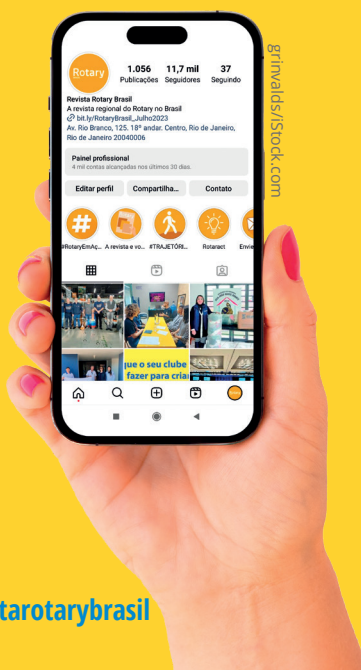 Rotary
1.056 11,7 mil 37
Publicações Seguidores Seguindo
Revista Rotary Brasil
A revista regional do Rotary no Brasil
bit.ly/RotaryBrasil_Julho2023
Av. Rio Branco, 125. 18º andar. Centro, Rio de Janeiro,
Rio de Janeiro 20040006
Painel profissional
4 mil contas alcançadas nos últimos 30 dias.
Editar perfil Compartilha... Contato
#
#RotaryEmAç... A revista e vo... #TRAJETÓRI... Rotaract Envie
que o seu clube
fazer para cria
grinvalds/iStock.com
tarotarybrasil